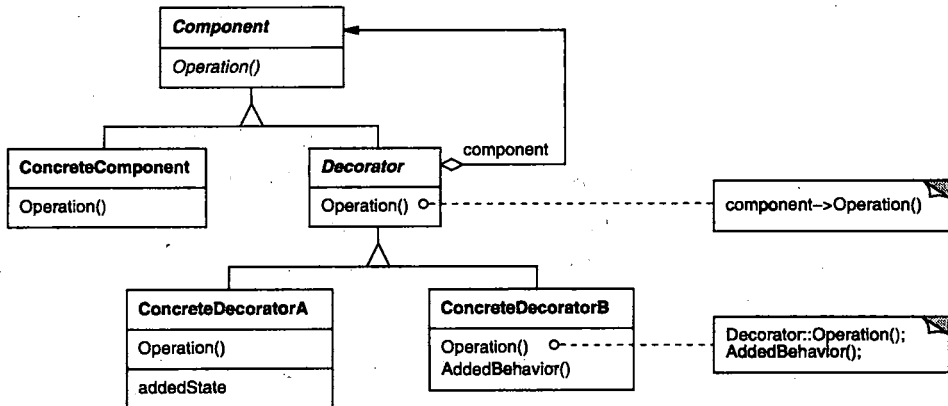 Component
Operation()
component
ConcreteComponent
Operation()
Decorator
Operation()
component->Operation()
ConcreteDecoratorA
Operation()
addedState
ConcreteDecoratorB
Operation()
AddedBehavior()
Decorator::Operation();
AddedBehavior();